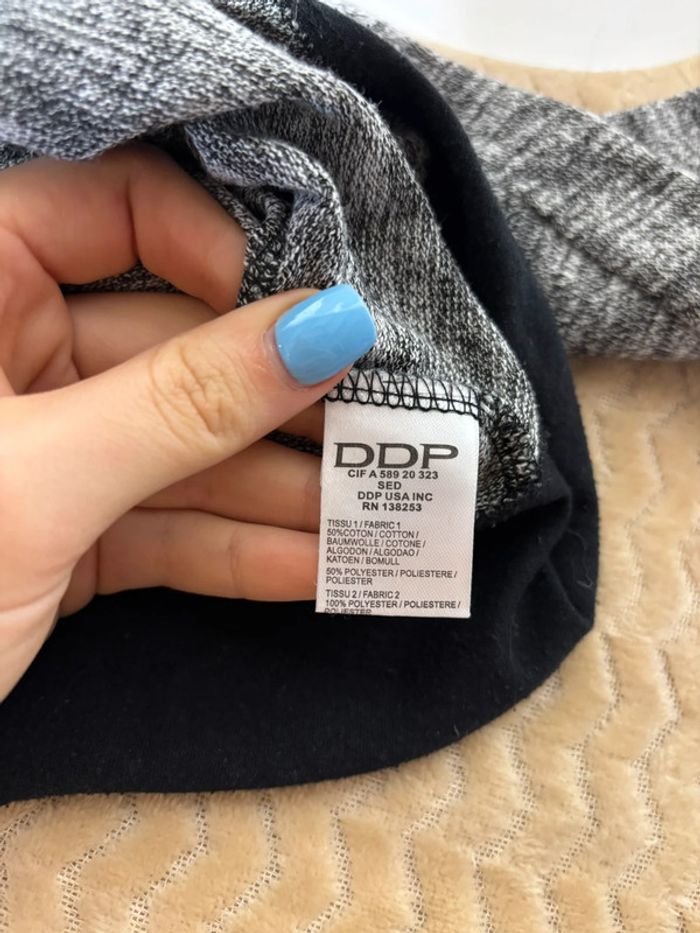 DDP
CIF A 589 20 323
SED
DDP USA INC
RN 138253
TISSU 1 / FABRIC 1
50%COTON / COTTON /
BAUMWOLLE / COTONE /
ALGODON / ALGODAO /
KATOEN / BOMULL
50% POLYESTER / POLIESTERE /
POLIESTER
TISSU 2 / FABRIC 2
100% POLYESTER / POLIESTERE /
POLIESTER